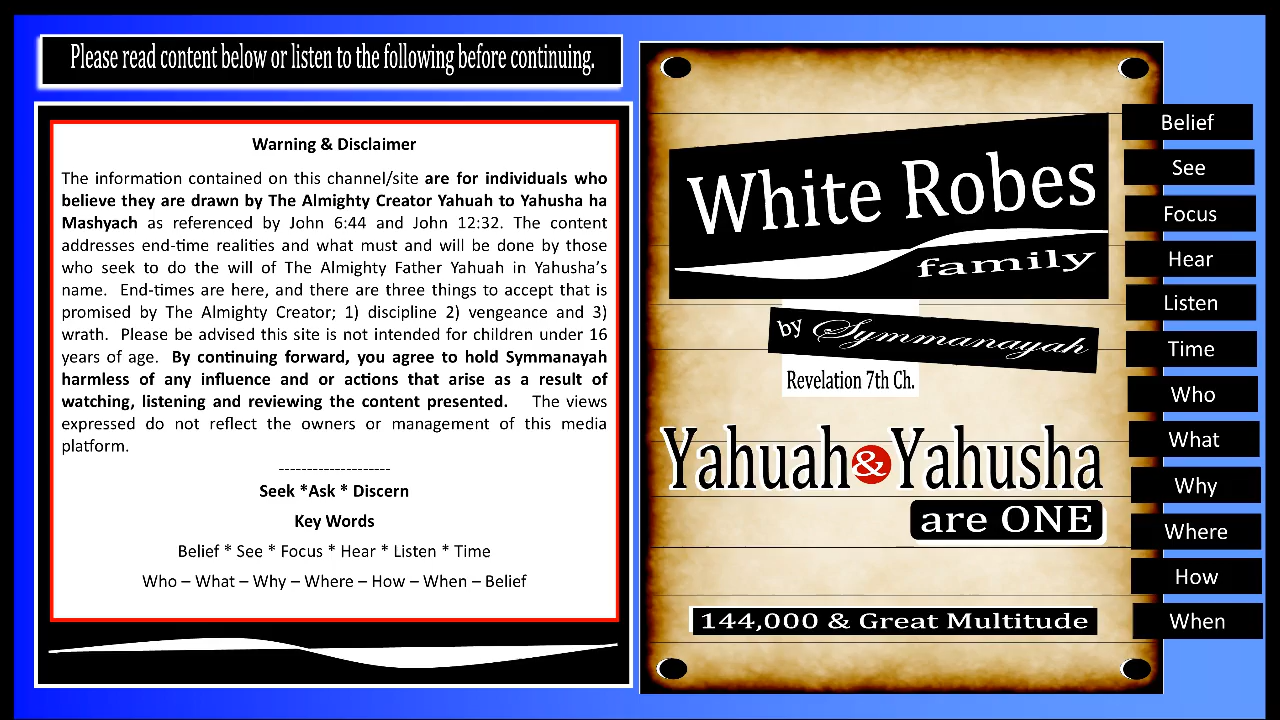 Please read content below or listen to the following before continuing.
Warning & Disclaimer
The information contained on this channel/site are for individuals who
believe they are drawn by The Almighty Creator Yahuah to Yahusha ha
Mashyach as referenced by John 6:44 and John 12:32. The content
addresses end-time realities and what must and will be done by those
who seek to do the will of The Almighty Father Yahuah in Yahusha's
name. End-times are here, and there are three things to accept that is
promised by The Almighty Creator; 1) discipline 2) vengeance and 3)
wrath. Please be advised this site is not intended for children under 16
years of age. By continuing forward, you agree to hold Symmanayah
harmless of any influence and or actions that arise as a result of
watching, listening and reviewing the content presented. The views
expressed do not reflect the owners or management of this media
platform.
--------------------
Seek *Ask * Discern
Key Words
Belief * See * Focus * Hear * Listen * Time
Who – What – Why – Where – How – When – Belief
White Robes
family
by Symmanayah
Revelation 7th Ch.
Yahuah & Yahusha
are ONE
144,000 & Great Multitude
Belief
See
Focus
Hear
Listen
Time
Who
What
Why
Where
How
When